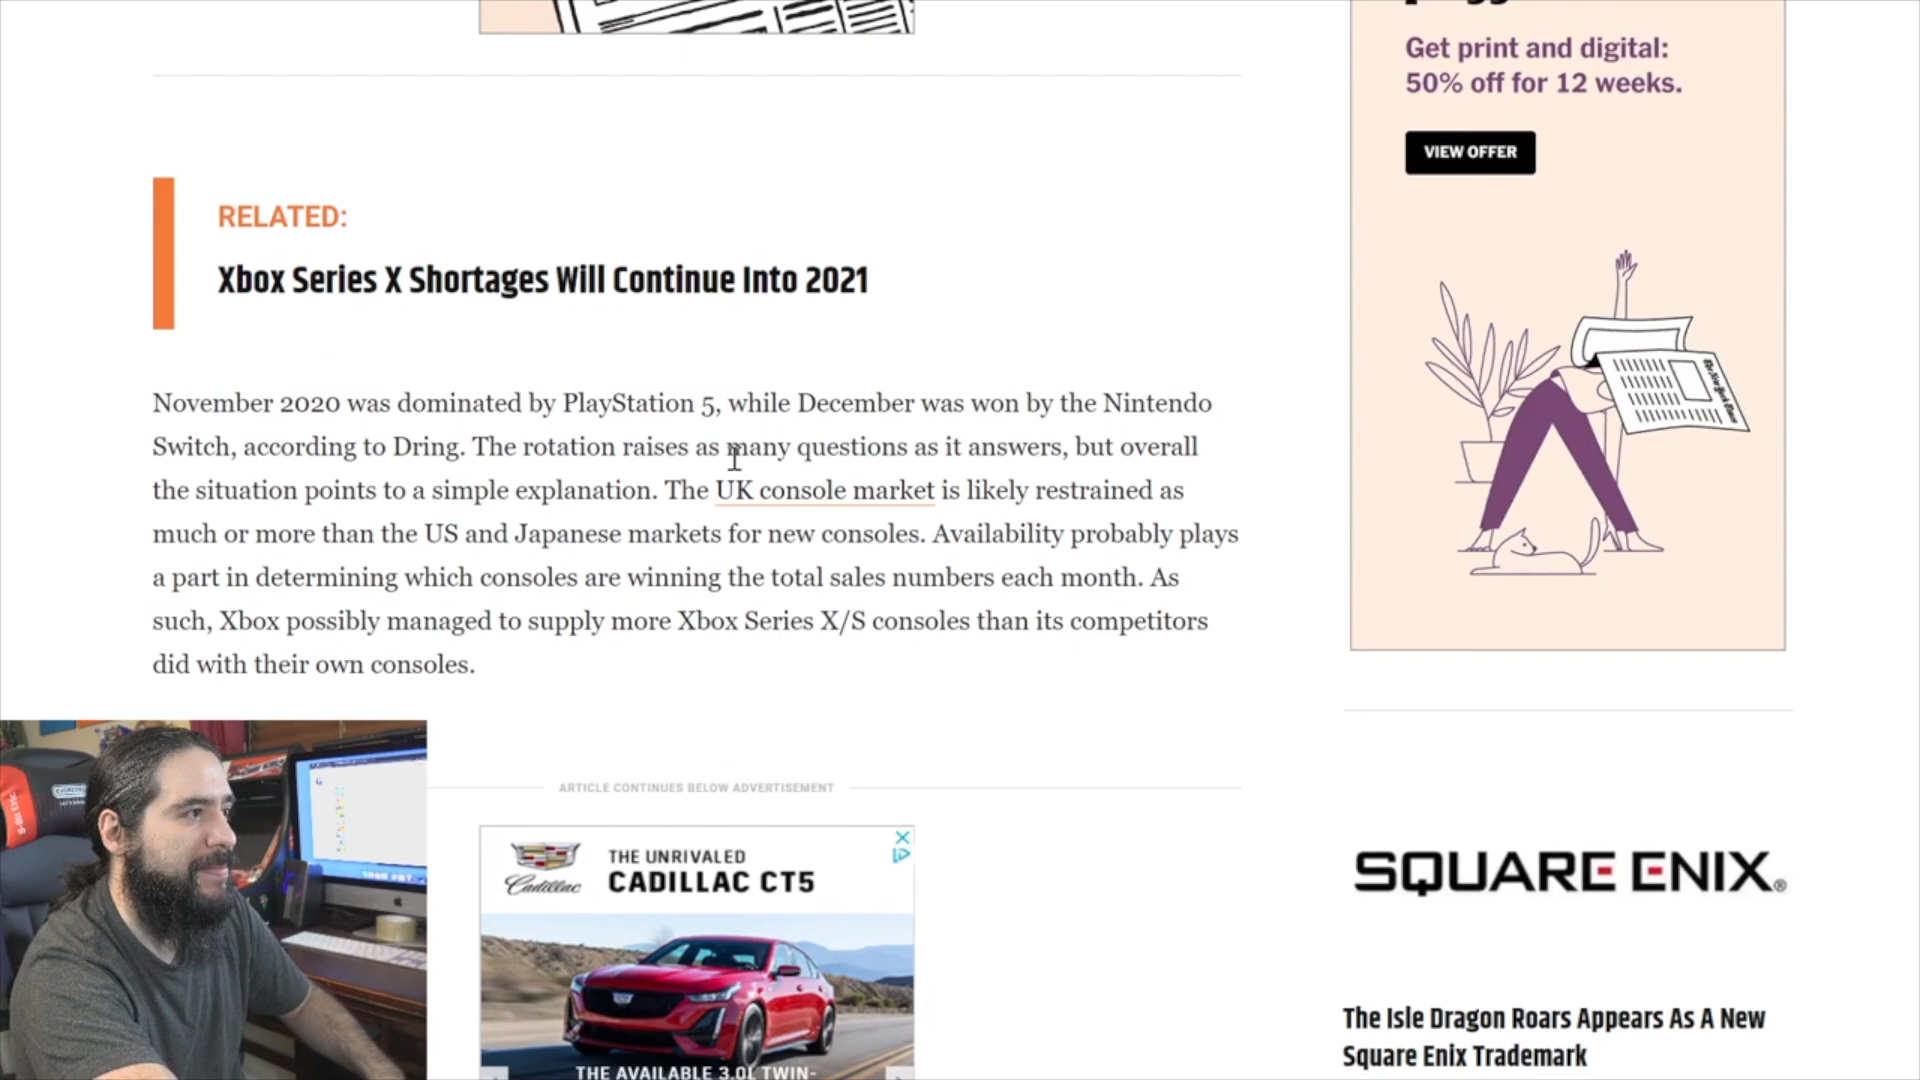 Get print and digital:
50% off for 12 weeks.
VIEW OFFER
RELATED:
Xbox Series X Shortages Will Continue Into 2021
November 2020 was dominated by PlayStation 5, while December was won by the Nintendo
Switch, according to Dring. The rotation raises as many questions as it answers, but overall
the situation points to a simple explanation. The UK console market is likely restrained as
much or more than the US and Japanese markets for new consoles. Availability probably plays
a part in determining which consoles are winning the total sales numbers each month. As
such, Xbox possibly managed to supply more Xbox Series X/S consoles than its competitors
did with their own consoles.
ARTICLE CONTINUES BELOW ADVERTISEMENT
Cadillac
THE UNRIVALED
CADILLAC CT5
THE AVAILABLE 3.0L TWIN-
SQUARE ENIX®
The Isle Dragon Roars Appears As A New
Square Enix Trademark